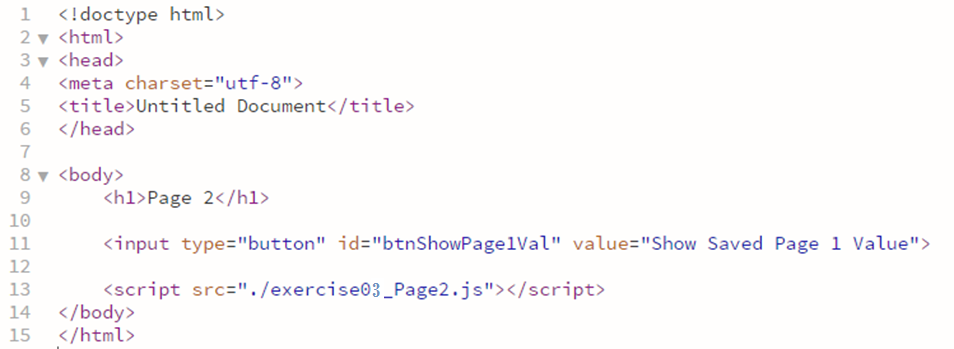 1 <!doctype html>
2 ▼ <html>
3 ▼ <head>
4 <meta charset="utf-8">
5 <title>Untitled Document</title>
6 </head>
7
8 ▼ <body>
9 <h1>Page 2</h1>
10
11 <input type="button" id="btnShowPage1Val" value="Show Saved Page 1 Value">
12
13 <script src="./exercise03_Page2.js"></script>
14 </body>
15 </html>